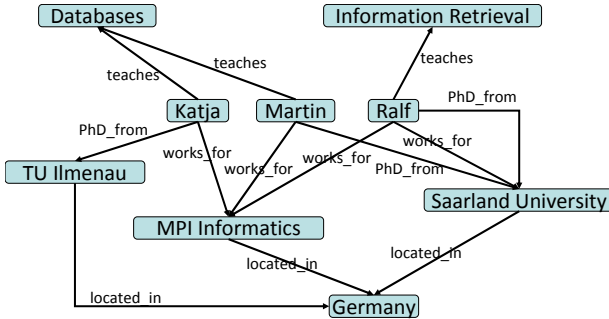 Databases
Information Retrieval
teaches
teaches
teaches
Katja
Martin
Ralf
PhD_from
PhD_from
works_for
works_for
works_for
works_for
PhD_from
TU Ilmenau
Saarland University
MPI Informatics
located_in
located_in
located_in
Germany